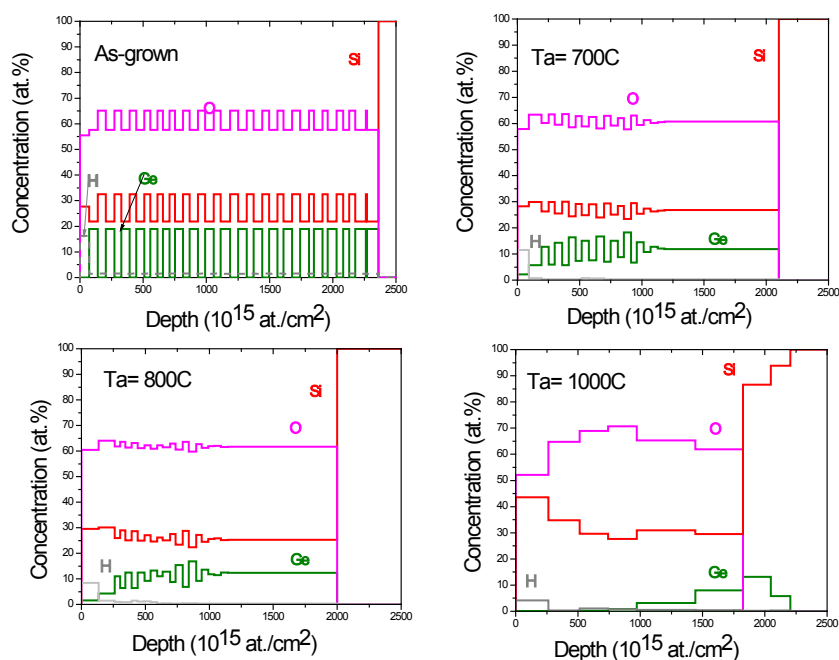 As-grown
Si
O
H
Ge
Concentration (at.%)
100
90
80
70
60
50
40
30
20
10
0
0
500
1000
1500
2000
2500
Depth (10^15 at./cm^2)
Ta= 700C
Si
O
H
Ge
Concentration (at.%)
100
90
80
70
60
50
40
30
20
10
0
0
500
1000
1500
2000
2500
Depth (10^15 at./cm^2)
Ta= 800C
Si
O
H
Ge
Concentration (at.%)
100
90
80
70
60
50
40
30
20
10
0
0
500
1000
1500
2000
2500
Depth (10^15 at./cm^2)
Ta= 1000C
Si
O
H
Ge
Concentration (at.%)
100
90
80
70
60
50
40
30
20
10
0
0
500
1000
1500
2000
2500
Depth (10^15 at./cm^2)